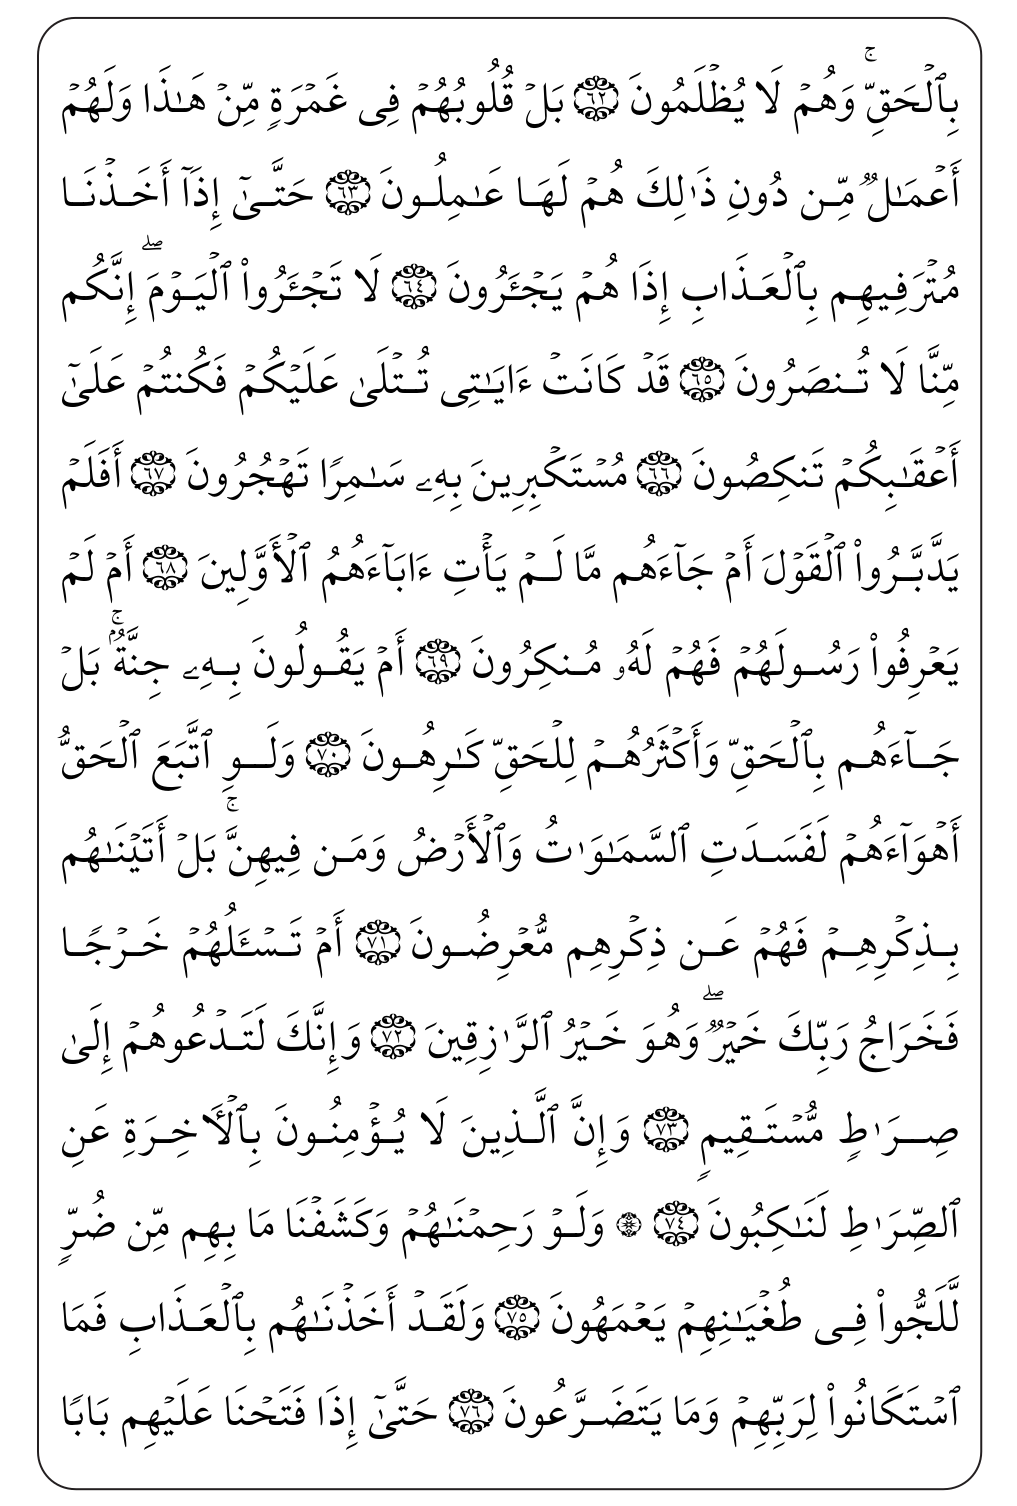 بِٱلۡحَقِّۚ وَهُمۡ لَا يُظۡلَمُونَ ٦٢ بَلۡ قُلُوبُهُمۡ فِى غَمۡرَةٍ مِّنۡ هَـٰذَا وَلَهُمۡ
أَعۡمَـٰلٌ مِّن دُونِ ذَٰلِكَ هُمۡ لَهَا عَـٰمِلُونَ ٦٣ حَتَّىٰٓ إِذَآ أَخَذۡنَا
مُتۡرَفِيهِم بِٱلۡعَذَابِ إِذَا هُمۡ يَجۡـَٔرُونَ ٦٤ لَا تَجۡـَٔرُوا۟ ٱلۡيَوۡمَۖ إِنَّكُم
مِّنَّا لَا تُنصَرُونَ ٦٥ قَدۡ كَانَتۡ ءَايَـٰتِى تُتۡلَىٰ عَلَيۡكُمۡ فَكُنتُمۡ عَلَىٰٓ
أَعۡقَـٰبِكُمۡ تَنكِصُونَ ٦٦ مُسۡتَكۡبِرِينَ بِهِۦ سَـٰمِرًا تَهۡجُرُونَ ٦٧ أَفَلَمۡ
يَدَّبَّرُوا۟ ٱلۡقَوۡلَ أَمۡ جَآءَهُم مَّا لَمۡ يَأۡتِ ءَابَآءَهُمُ ٱلۡأَوَّلِينَ ٦٨ أَمۡ لَمۡ
يَعۡرِفُوا۟ رَسُولَهُمۡ فَهُمۡ لَهُۥ مُنكِرُونَ ٦٩ أَمۡ يَقُولُونَ بِهِۦ جِنَّةُۢۚ بَلۡ
جَآءَهُم بِٱلۡحَقِّ وَأَكۡثَرُهُمۡ لِلۡحَقِّ كَـٰرِهُونَ ٧٠ وَلَوِ ٱتَّبَعَ ٱلۡحَقُّ
أَهۡوَآءَهُمۡ لَفَسَدَتِ ٱلسَّمَـٰوَٰتُ وَٱلۡأَرۡضُ وَمَن فِيهِنَّۚ بَلۡ أَتَيۡنَـٰهُم
بِذِكۡرِهِمۡ فَهُمۡ عَن ذِكۡرِهِم مُّعۡرِضُونَ ٧١ أَمۡ تَسۡـَٔلُهُمۡ خَرۡجًا
فَخَرَاجُ رَبِّكَ خَيۡرٌۖ وَهُوَ خَيۡرُ ٱلرَّٰزِقِينَ ٧٢ وَإِنَّكَ لَتَدۡعُوهُمۡ إِلَىٰ
صِرَٰطٍ مُّسۡتَقِيمٍ ٧٣ وَإِنَّ ٱلَّذِينَ لَا يُؤۡمِنُونَ بِٱلۡـَٔاخِرَةِ عَنِ
ٱلصِّرَٰطِ لَنَـٰكِبُونَ ٧٤ ۞ وَلَوۡ رَحِمۡنَـٰهُمۡ وَكَشَفۡنَا مَا بِهِم مِّن ضُرٍّ
لَّلَجُّوا۟ فِى طُغۡيَـٰنِهِمۡ يَعۡمَهُونَ ٧٥ وَلَقَدۡ أَخَذۡنَـٰهُم بِٱلۡعَذَابِ فَمَا
ٱسۡتَكَانُوا۟ لِرَبِّهِمۡ وَمَا يَتَضَرَّعُونَ ٧٦ حَتَّىٰٓ إِذَا فَتَحۡنَا عَلَيۡهِم بَابًا